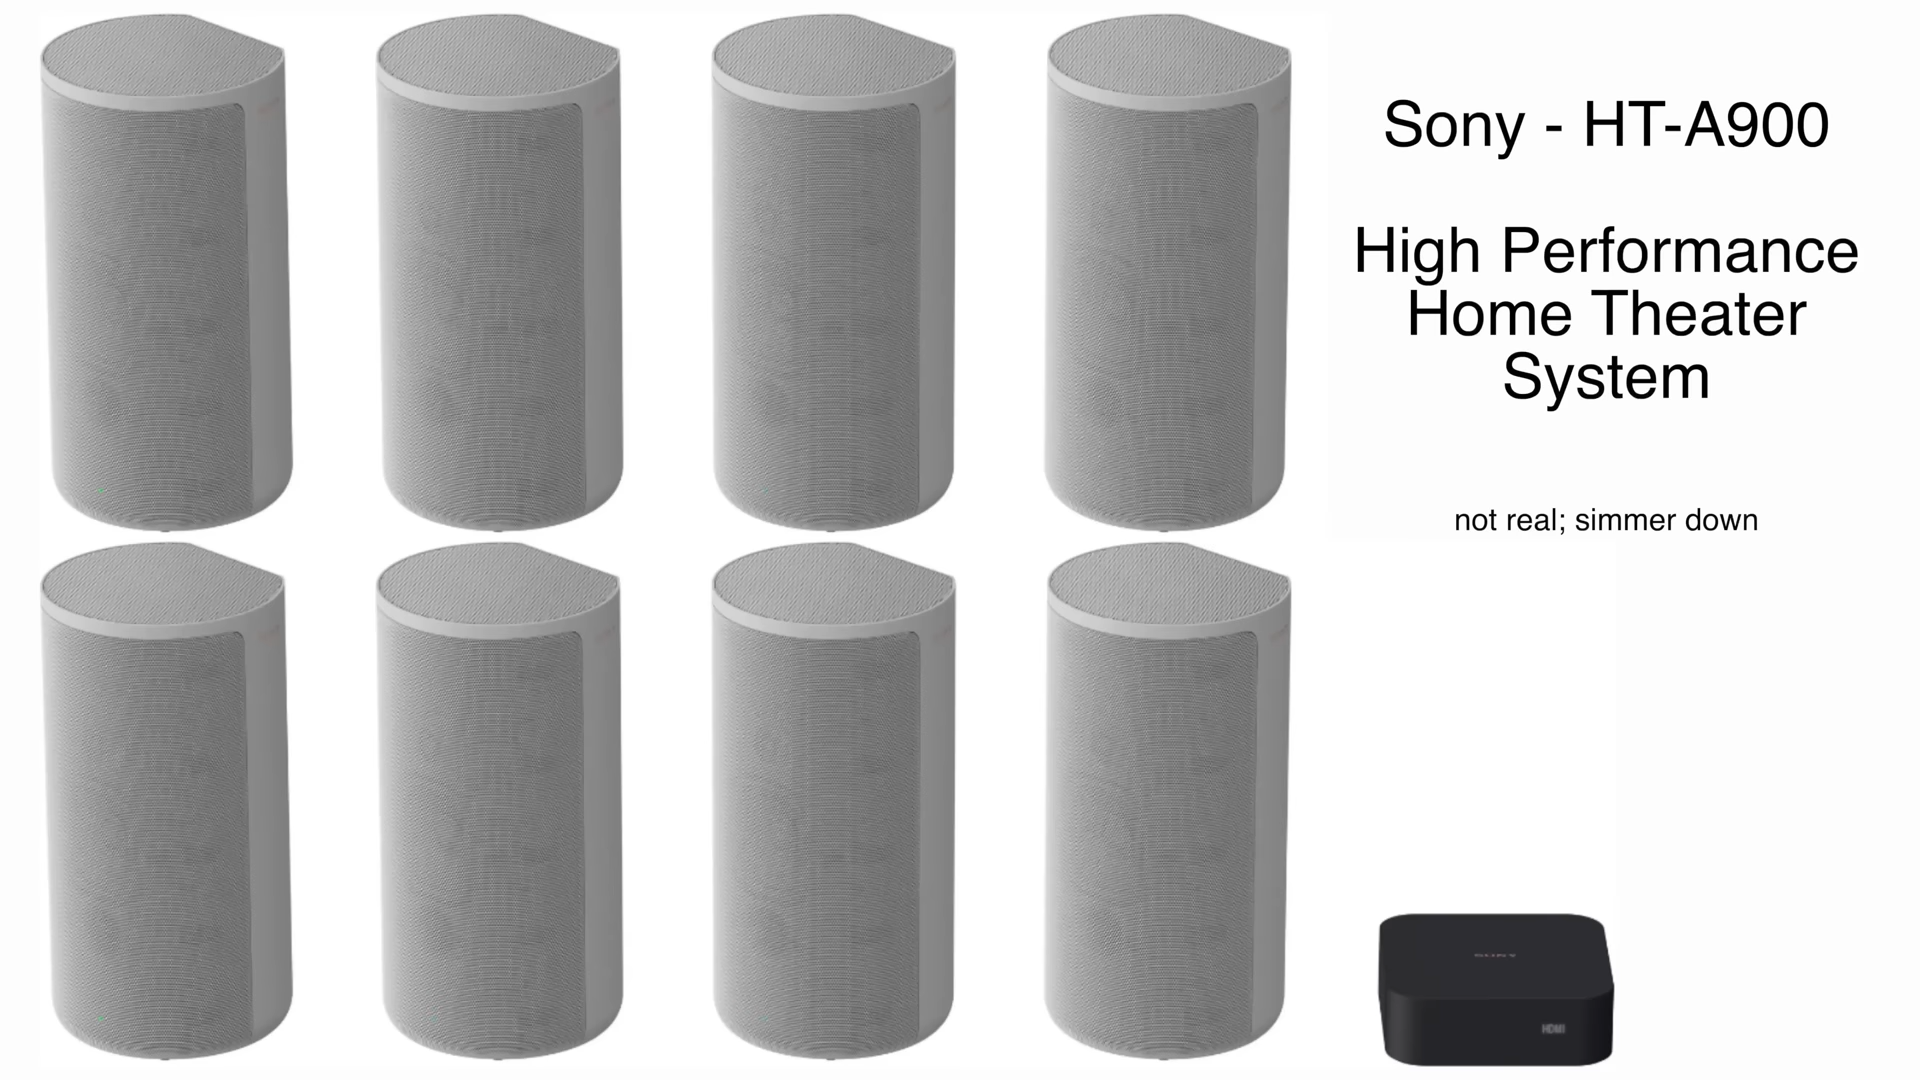 Sony - HT-A900
High Performance
Home Theater
System
not real; simmer down
SONY
HDMI